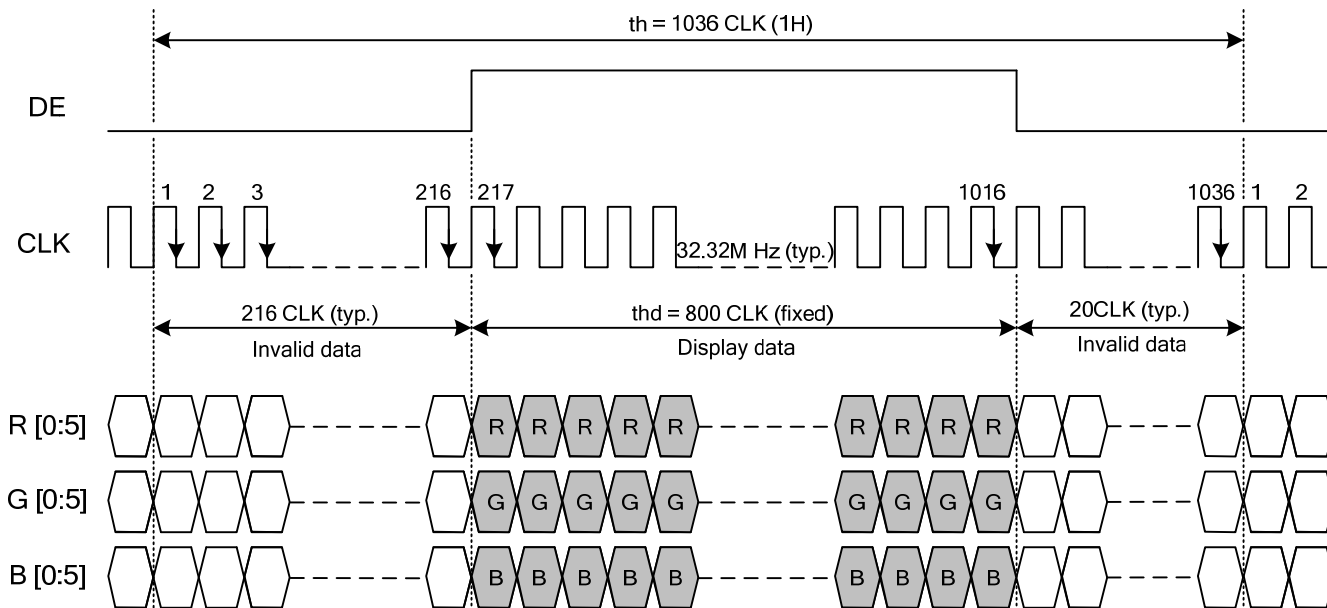 th = 1036 CLK (1H)
DE
1 2 3 216 217 1016 1036 1 2
CLK
32.32M Hz (typ.)
216 CLK (typ.) thd = 800 CLK (fixed) 20CLK (typ.)
Invalid data Display data Invalid data
R [0:5] R R R R R R R R R
G [0:5] G G G G G G G G G
B [0:5] B B B B B B B B B